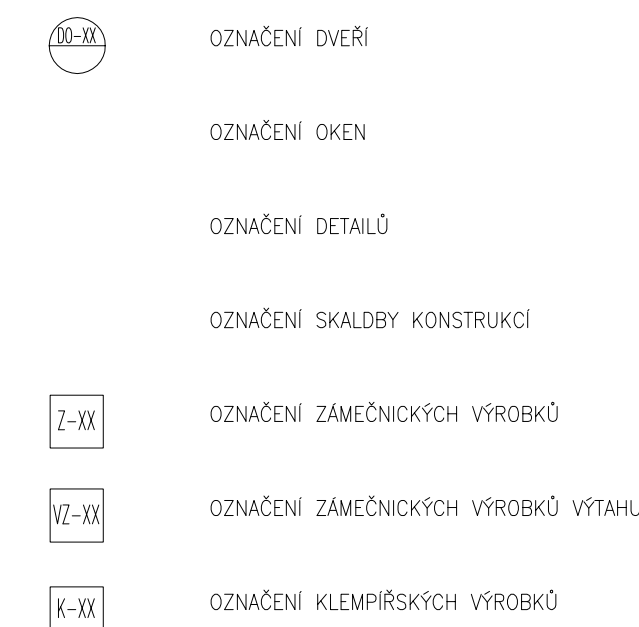 DO-XX OZNAČENÍ DVEŘÍ
OZNAČENÍ OKEN
OZNAČENÍ DETAILŮ
OZNAČENÍ SKALDBY KONSTRUKCÍ
Z-XX OZNAČENÍ ZÁMEČNICKÝCH VÝROBKŮ
VZ-XX OZNAČENÍ ZÁMEČNICKÝCH VÝROBKŮ VÝTAHU
K-XX OZNAČENÍ KLEMPÍŘSKÝCH VÝROBKŮ